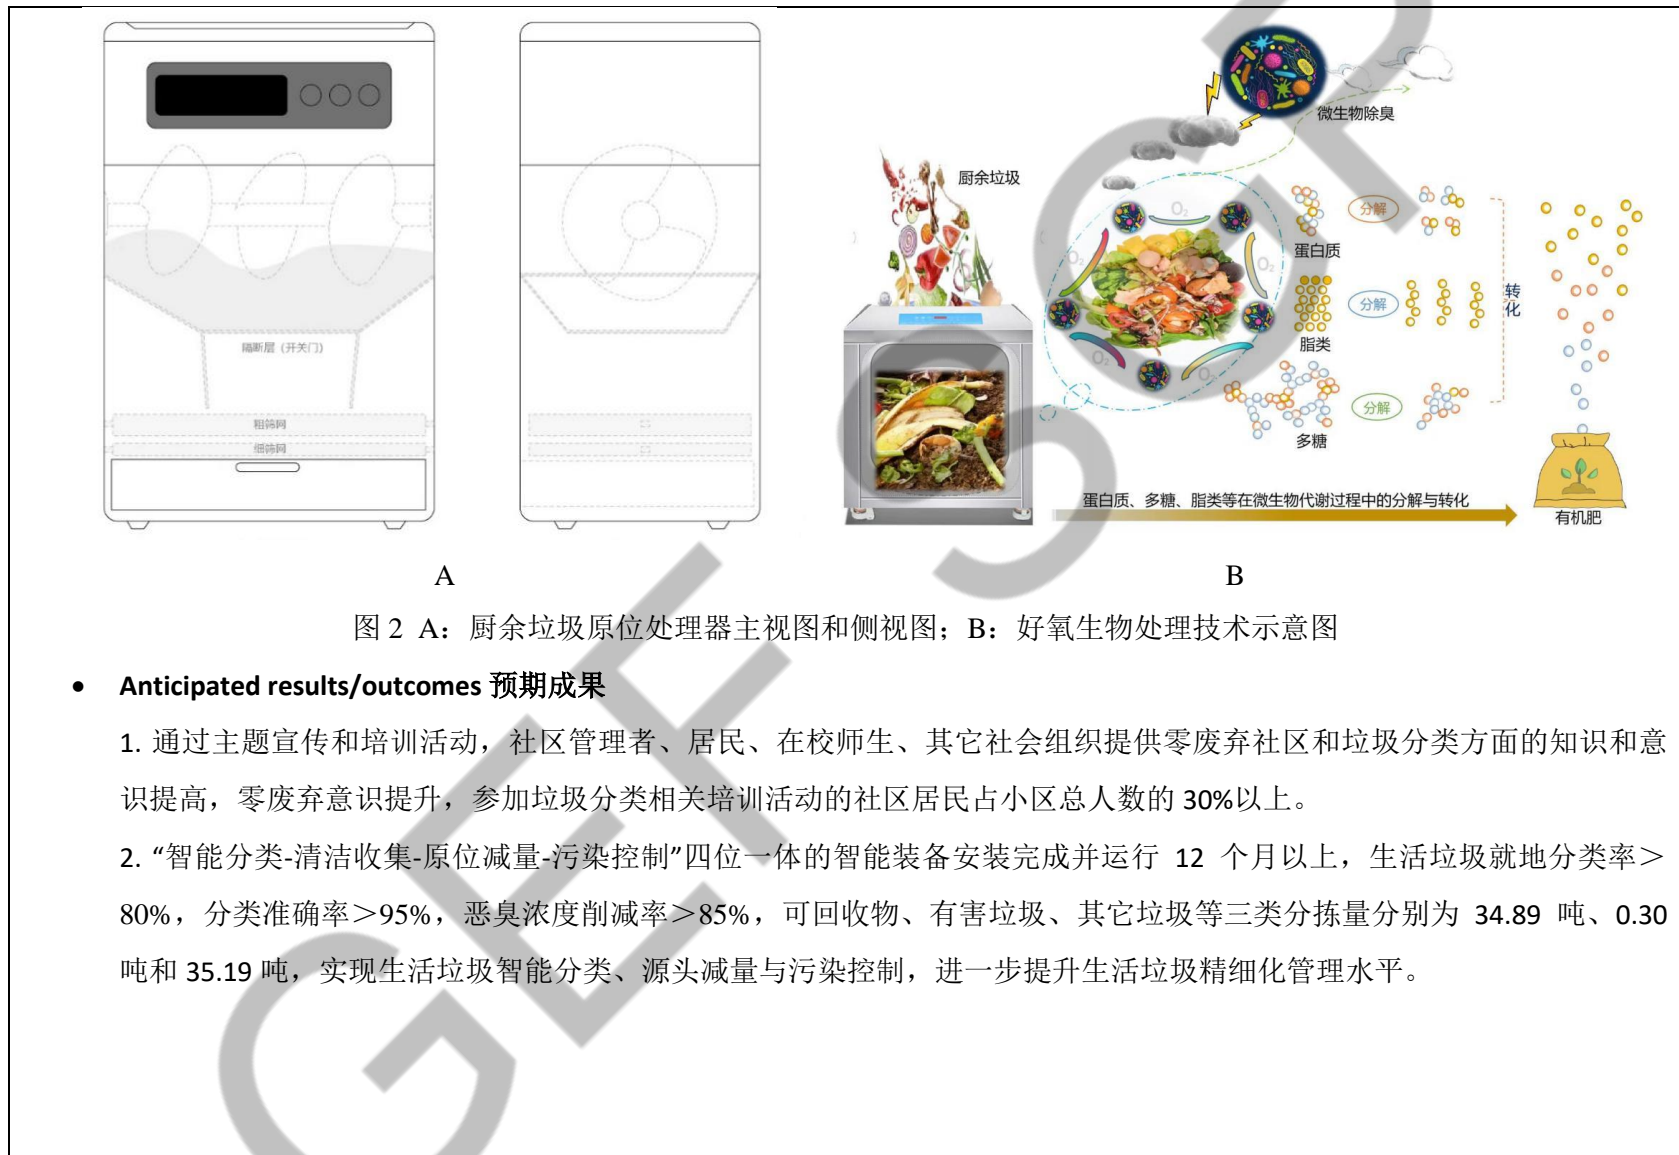 隔断层（开关门）
粗筛网
细筛网
厨余垃圾
微生物除臭
O₂
O₂
O₂
O₂
O₂
蛋白质
分解
脂类
分解
多糖
分解
转化
蛋白质、多糖、脂类等在微生物代谢过程中的分解与转化
有机肥
A
B
图 2 A：厨余垃圾原位处理器主视图和侧视图；B：好氧生物处理技术示意图
• Anticipated results/outcomes 预期成果
1. 通过主题宣传和培训活动，社区管理者、居民、在校师生、其它社会组织提供零废弃社区和垃圾分类方面的知识和意
识提高，零废弃意识提升，参加垃圾分类相关培训活动的社区居民占小区总人数的 30%以上。
2. “智能分类-清洁收集-原位减量-污染控制”四位一体的智能装备安装完成并运行 12 个月以上，生活垃圾就地分类率＞
80%，分类准确率＞95%，恶臭浓度削减率＞85%，可回收物、有害垃圾、其它垃圾等三类分拣量分别为 34.89 吨、0.30
吨和 35.19 吨，实现生活垃圾智能分类、源头减量与污染控制，进一步提升生活垃圾精细化管理水平。
GEF SGP